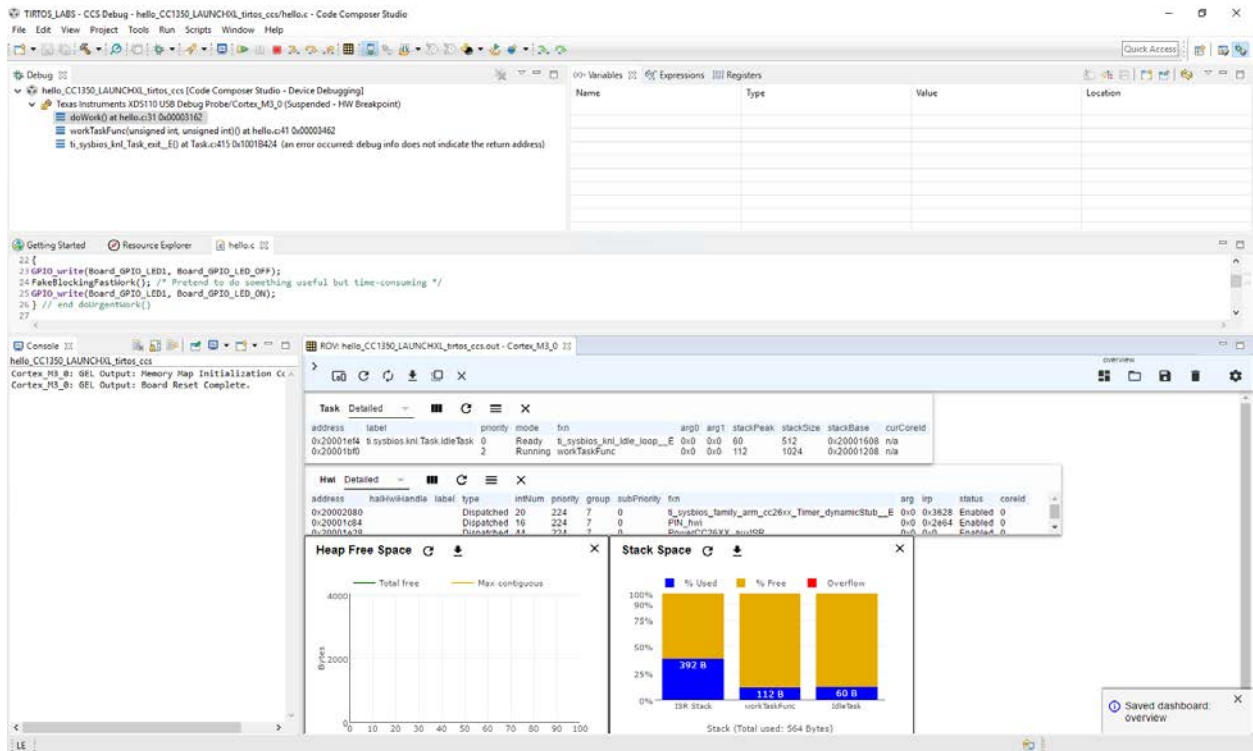 TIRTOS_LABS - CCS Debug - hello_CC1350_LAUNCHXL_tirtos_ccs/hello.c - Code Composer Studio
File Edit View Project Tools Run Scripts Window Help
Quick Access
Debug
hello_CC1350_LAUNCHXL_tirtos_ccs [Code Composer Studio - Device Debugging]
Texas Instruments XDS110 USB Debug Probe/Cortex_M3_0 (Suspended - HW Breakpoint)
doWork() at hello.c:31 0x00003162
workTaskFunc(unsigned int, unsigned int)() at hello.c:41 0x00003462
ti_sysbios_knl_Task_exit__E() at Task.c:415 0x1001B424 (an error occurred: debug info does not indicate the return address)
(x)= Variables Expressions Registers
Name Type Value Location
Getting Started Resource Explorer hello.c
22 {
23 GPIO_write(Board_GPIO_LED1, Board_GPIO_LED_OFF);
24 FakeBlockingFastWork(); /* Pretend to do something useful but time-consuming */
25 GPIO_write(Board_GPIO_LED1, Board_GPIO_LED_ON);
26 } // end doUrgentWork()
27
Console
hello_CC1350_LAUNCHXL_tirtos_ccs
Cortex_M3_0: GEL Output: Memory Map Initialization Co
Cortex_M3_0: GEL Output: Board Reset Complete.
ROV: hello_CC1350_LAUNCHXL_tirtos_ccs.out - Cortex_M3_0
overview
Task Detailed
address label priority mode fxn arg0 arg1 stackPeak stackSize stackBase curCoreId
0x20001ef4 ti.sysbios.knl.Task.IdleTask 0 Ready ti_sysbios_knl_Idle_loop__E 0x0 0x0 60 512 0x20001608 n/a
0x20001bf0 2 Running workTaskFunc 0x0 0x0 112 1024 0x20001208 n/a
Hwi Detailed
address halHwiHandle label type intNum priority group subPriority fxn arg irp status coreId
0x20002080 Dispatched 20 224 7 0 ti_sysbios_family_arm_cc26xx_Timer_dynamicStub__E 0x0 0x3628 Enabled 0
0x20001c84 Dispatched 16 224 7 0 PIN_hwi 0x0 0x2e64 Enabled 0
0x20001e28 Dispatched 44 224 7 0 PowerCC26XX_auxISR 0x0 0x0 Enabled 0
Heap Free Space
Total free Max contiguous
4000
Bytes
2000
0
0 10 20 30 40 50 60 70 80 90 100
Stack Space
% Used % Free Overflow
100%
90%
75%
50%
25%
0%
392 B
112 B
60 B
ISR Stack workTaskFunc IdleTask
Stack (Total used: 564 Bytes)
Saved dashboard:
overview
LE